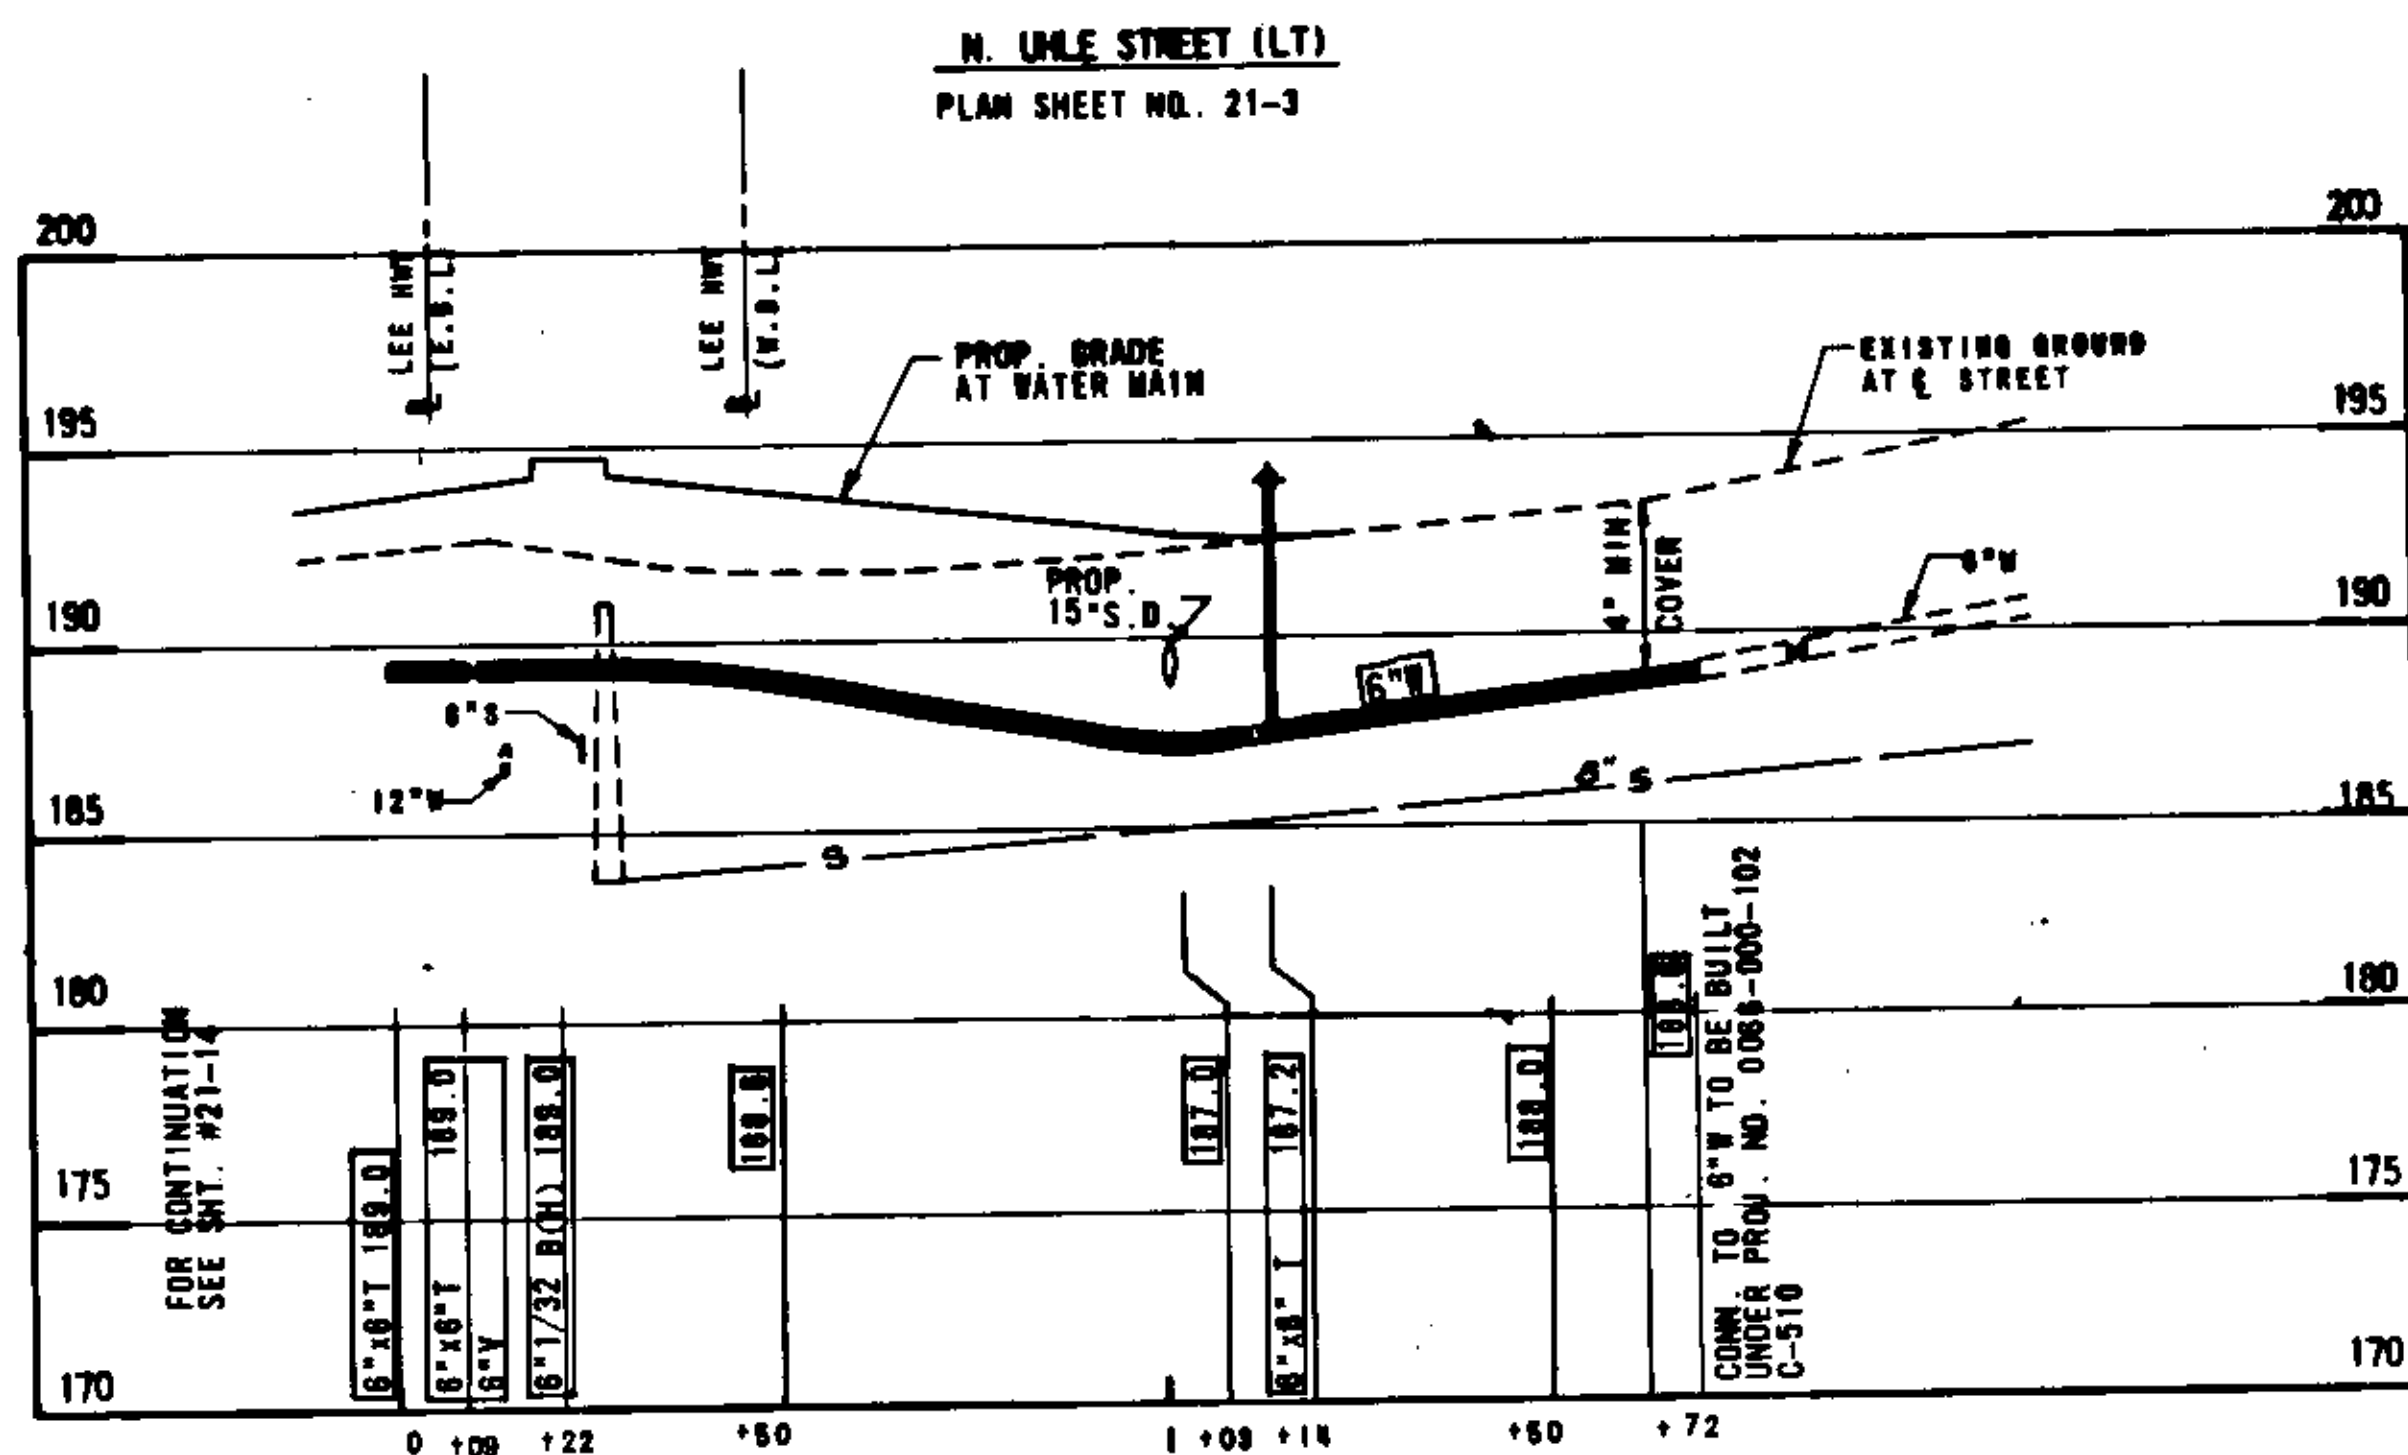 N. UHLE STREET (LT)
PLAN SHEET NO. 21-3
200
200
LEE HWY
(E.B.L.)
LEE HWY
(W.B.L.)
PROP. GRADE
AT WATER MAIN
EXISTING GROUND
AT ℄ STREET
195
195
4' MIN
COVER
6"W
PROP.
15"S.D.
190
190
6"W
12"W
S
S
185
185
180
180
FOR CONTINUATION
SEE SHT. #21-14
6"x6"T 189.0
6"x6"T 189.0
6"V
6"1/32 B(H) 189.0
187.0
6"x6" T 187.2
188.0
CONN. TO 6"W TO BE BUILT
UNDER PROJ. NO. 0066-000-102
C-510
175
175
170
170
0 +09 +22 +50 1 +03 +14 +50 +72